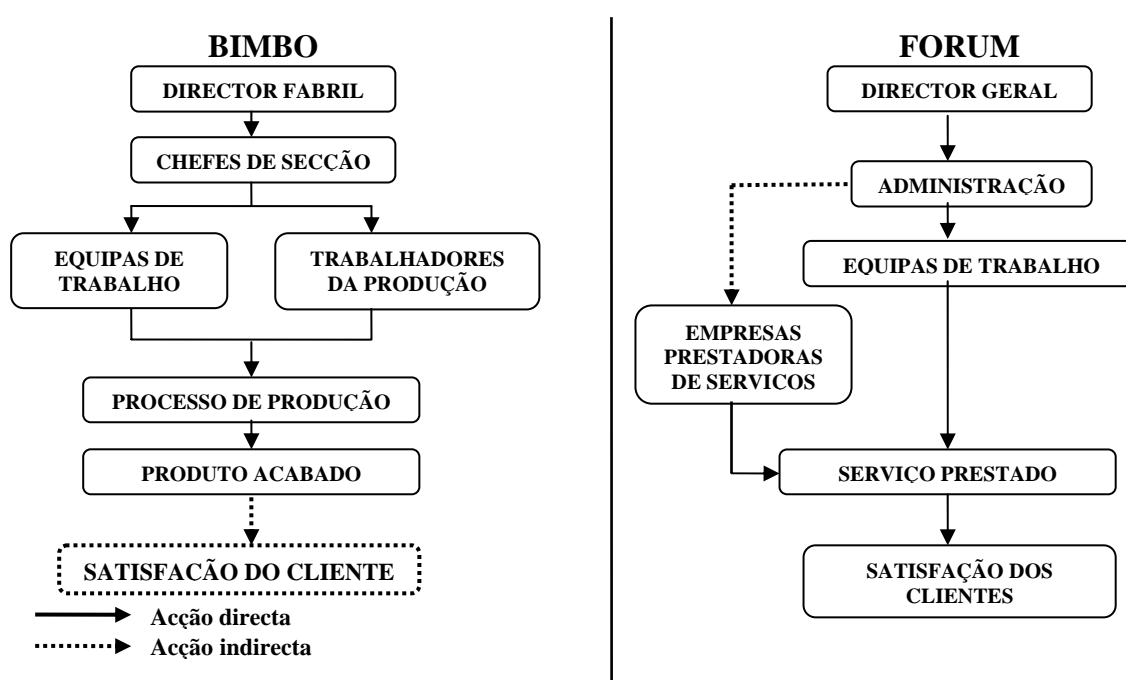 BIMBO
DIRECTOR FABRIL
CHEFES DE SECÇÃO
EQUIPAS DE
TRABALHO
TRABALHADORES
DA PRODUÇÃO
PROCESSO DE PRODUÇÃO
PRODUTO ACABADO
SATISFACÃO DO CLIENTE
Acção directa
Acção indirecta
FORUM
DIRECTOR GERAL
ADMINISTRAÇÃO
EQUIPAS DE TRABALHO
EMPRESAS
PRESTADORAS
DE SERVICOS
SERVIÇO PRESTADO
SATISFAÇÃO DOS
CLIENTES